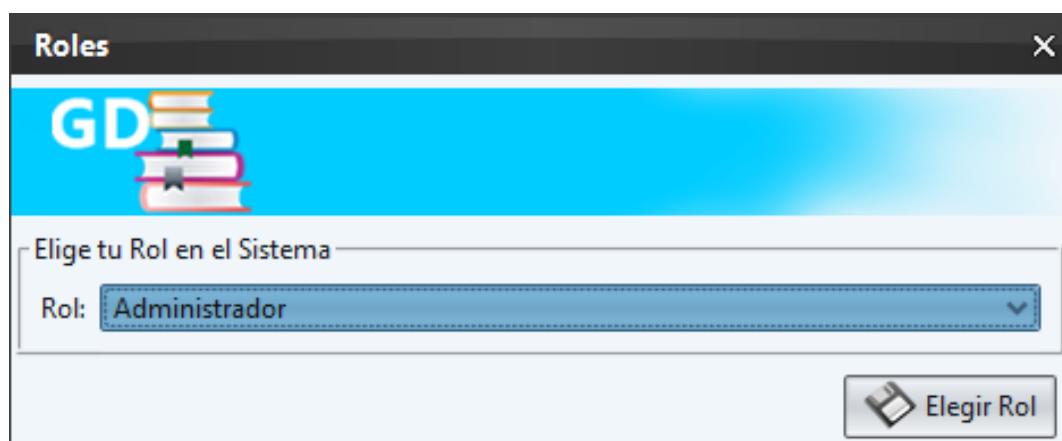 Roles
GD
Elige tu Rol en el Sistema
Rol: Administrador
Elegir Rol